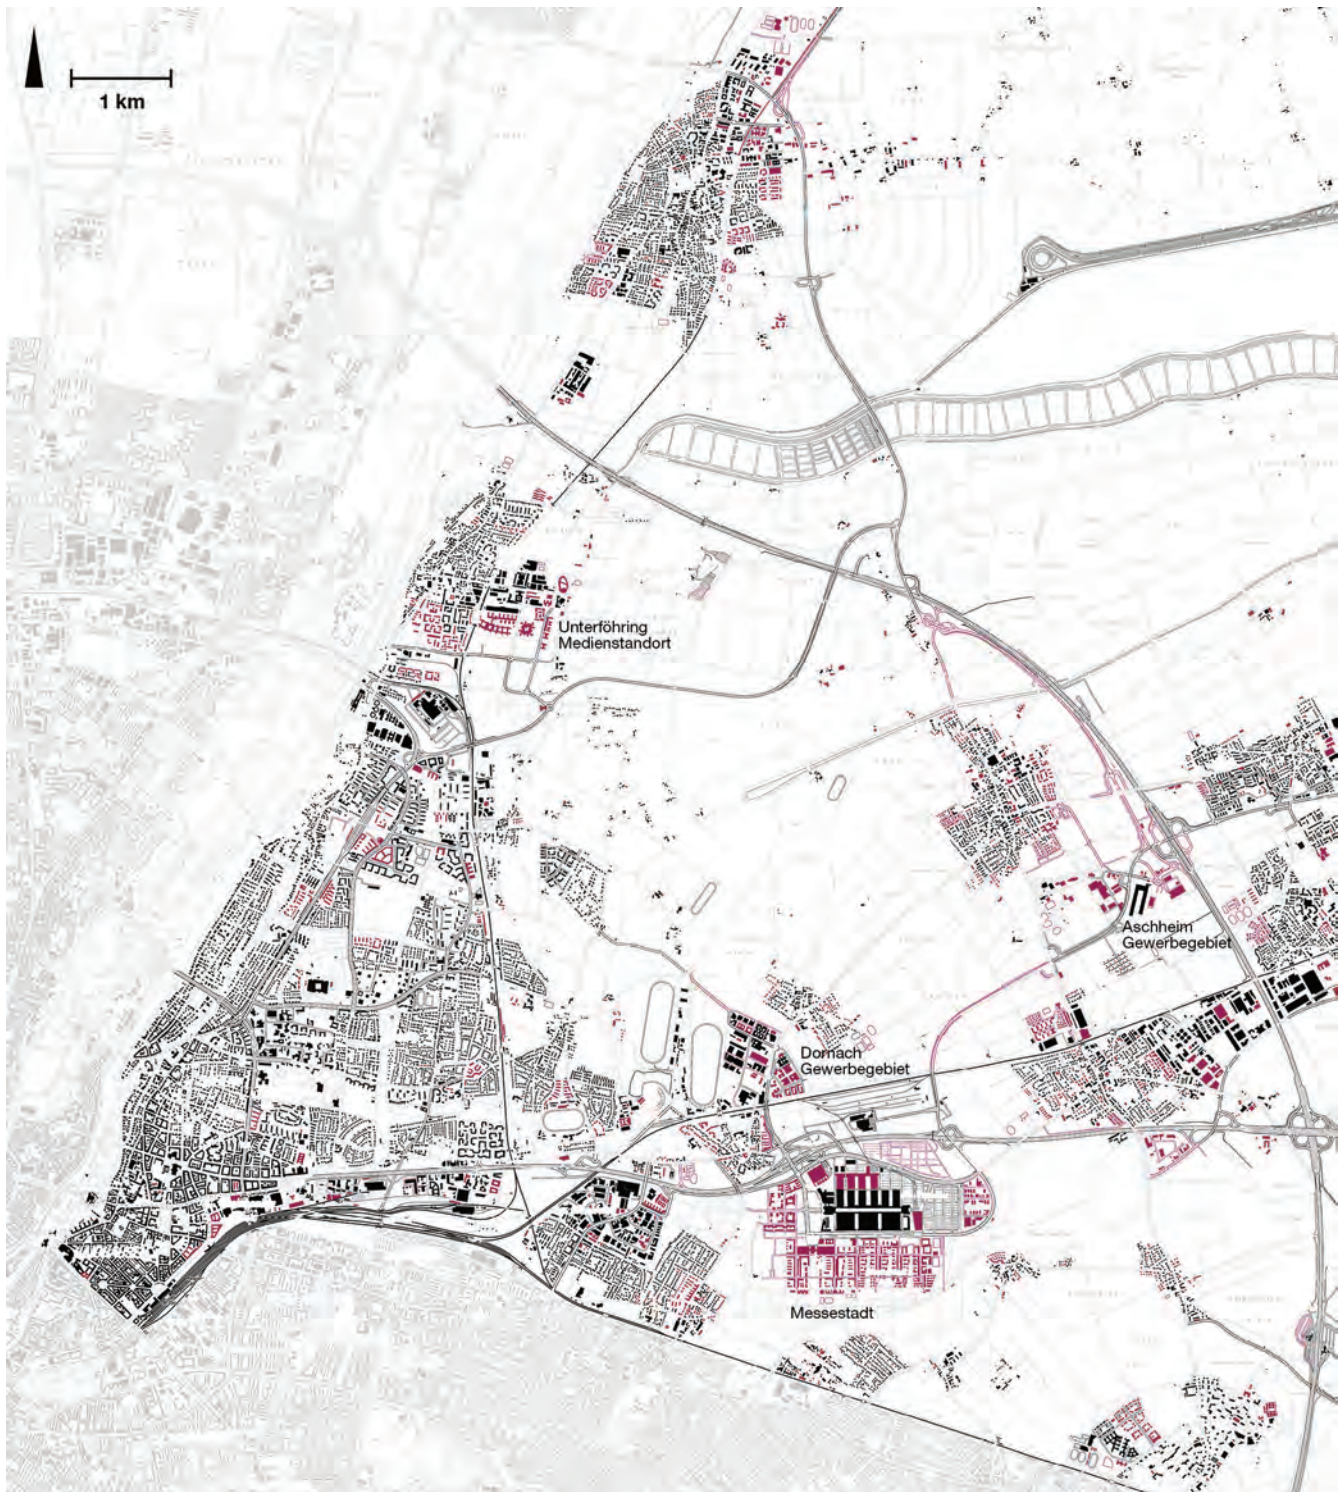 1 km
Unterföhring
Medienstandort
Aschheim
Gewerbegebiet
Dornach
Gewerbegebiet
Messestadt